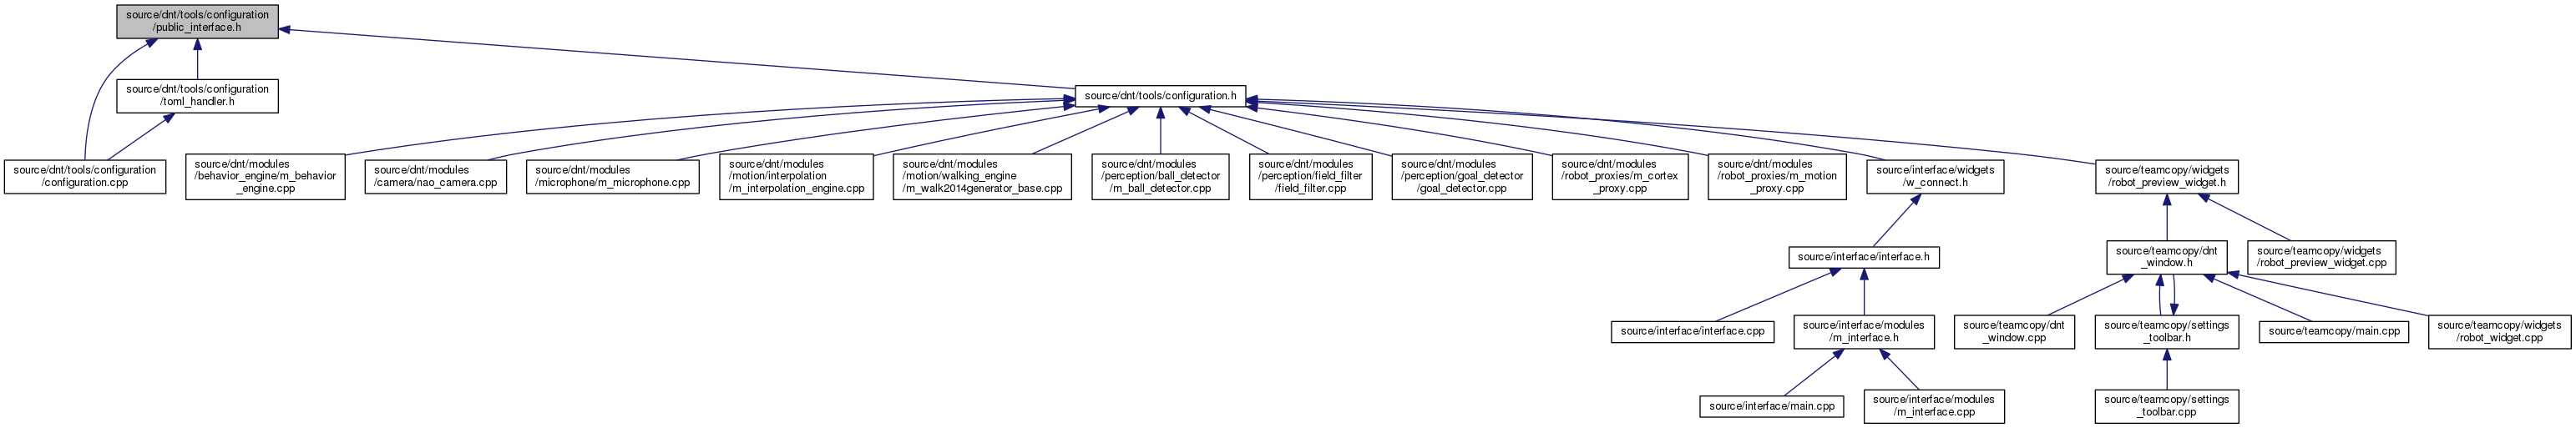 source/dnt/tools/configuration
/public_interface.h
source/dnt/tools/configuration
/toml_handler.h
source/dnt/tools/configuration.h
source/dnt/tools/configuration
/configuration.cpp
source/dnt/modules
/behavior_engine/m_behavior
_engine.cpp
source/dnt/modules
/camera/nao_camera.cpp
source/dnt/modules
/microphone/m_microphone.cpp
source/dnt/modules
/motion/interpolation
/m_interpolation_engine.cpp
source/dnt/modules
/motion/walking_engine
/m_walk2014generator_base.cpp
source/dnt/modules
/perception/ball_detector
/m_ball_detector.cpp
source/dnt/modules
/perception/field_filter
/field_filter.cpp
source/dnt/modules
/perception/goal_detector
/goal_detector.cpp
source/dnt/modules
/robot_proxies/m_cortex
_proxy.cpp
source/dnt/modules
/robot_proxies/m_motion
_proxy.cpp
source/interface/widgets
/w_connect.h
source/teamcopy/widgets
/robot_preview_widget.h
source/interface/interface.h
source/teamcopy/dnt
_window.h
source/teamcopy/widgets
/robot_preview_widget.cpp
source/interface/interface.cpp
source/interface/modules
/m_interface.h
source/teamcopy/dnt
_window.cpp
source/teamcopy/settings
_toolbar.h
source/teamcopy/main.cpp
source/teamcopy/widgets
/robot_widget.cpp
source/interface/main.cpp
source/interface/modules
/m_interface.cpp
source/teamcopy/settings
_toolbar.cpp